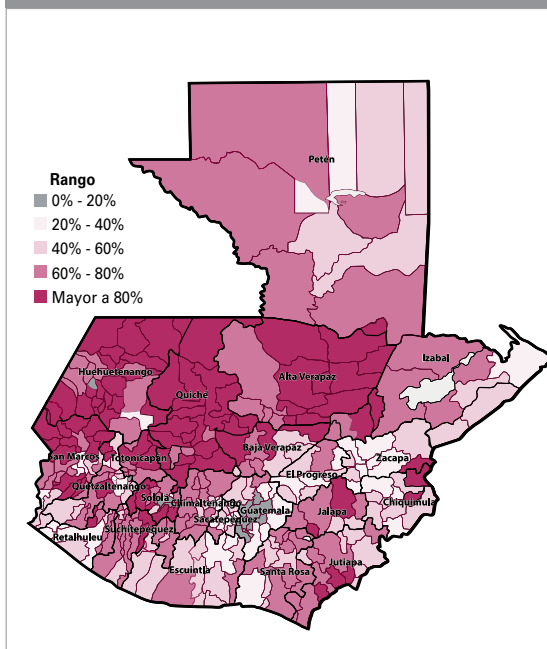 Petén
Rango
0% - 20%
20% - 40%
40% - 60%
60% - 80%
Mayor a 80%
Izabal
Huehuetenango
Alta Verapaz
Quiché
Baja Verapaz
San Marcos
Totonicapán
Zacapa
El Progreso
Quetzaltenango
Sololá
Chimaltenango
Chiquimula
Guatemala
Jalapa
Sacatepéquez
Suchitepéquez
Retalhuleu
Jutiapa
Escuintla
Santa Rosa